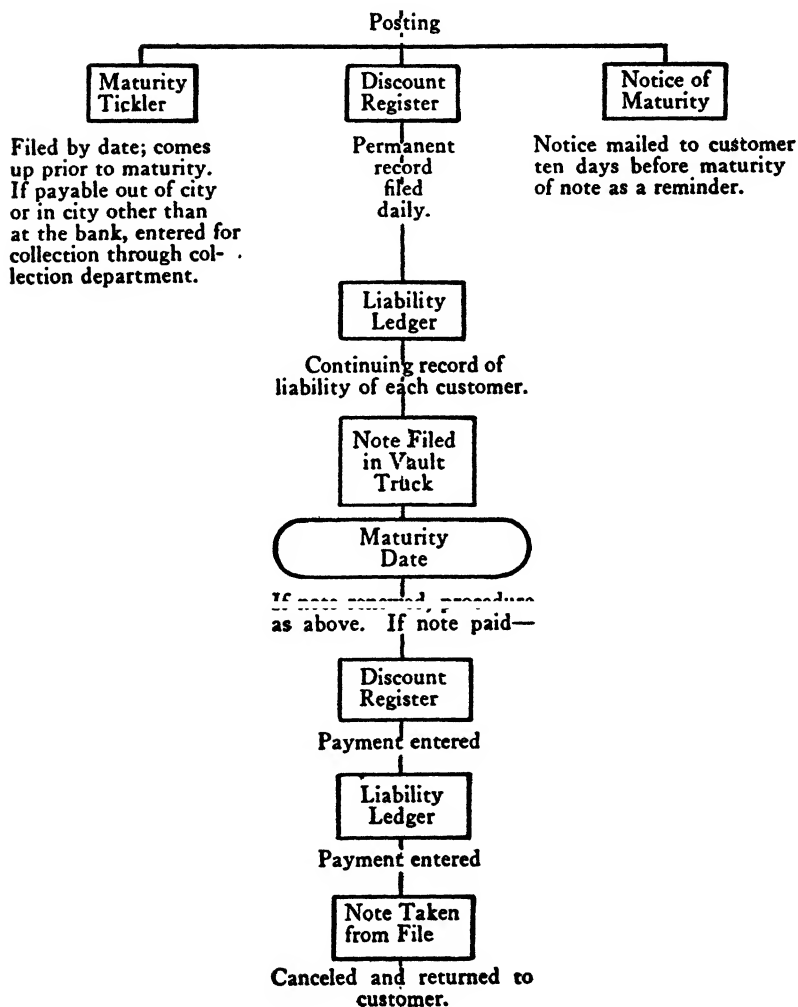 Posting
Maturity
Tickler
Filed by date; comes
up prior to maturity.
If payable out of city
or in city other than
at the bank, entered for
collection through col-
lection department.
Discount
Register
Permanent
record
filed
daily.
Notice of
Maturity
Notice mailed to customer
ten days before maturity
of note as a reminder.
Liability
Ledger
Continuing record of
liability of each customer.
Note Filed
in Vault
Truck
Maturity
Date
If note renewed, procedure
as above. If note paid—
Discount
Register
Payment entered
Liability
Ledger
Payment entered
Note Taken
from File
Canceled and returned to
customer.